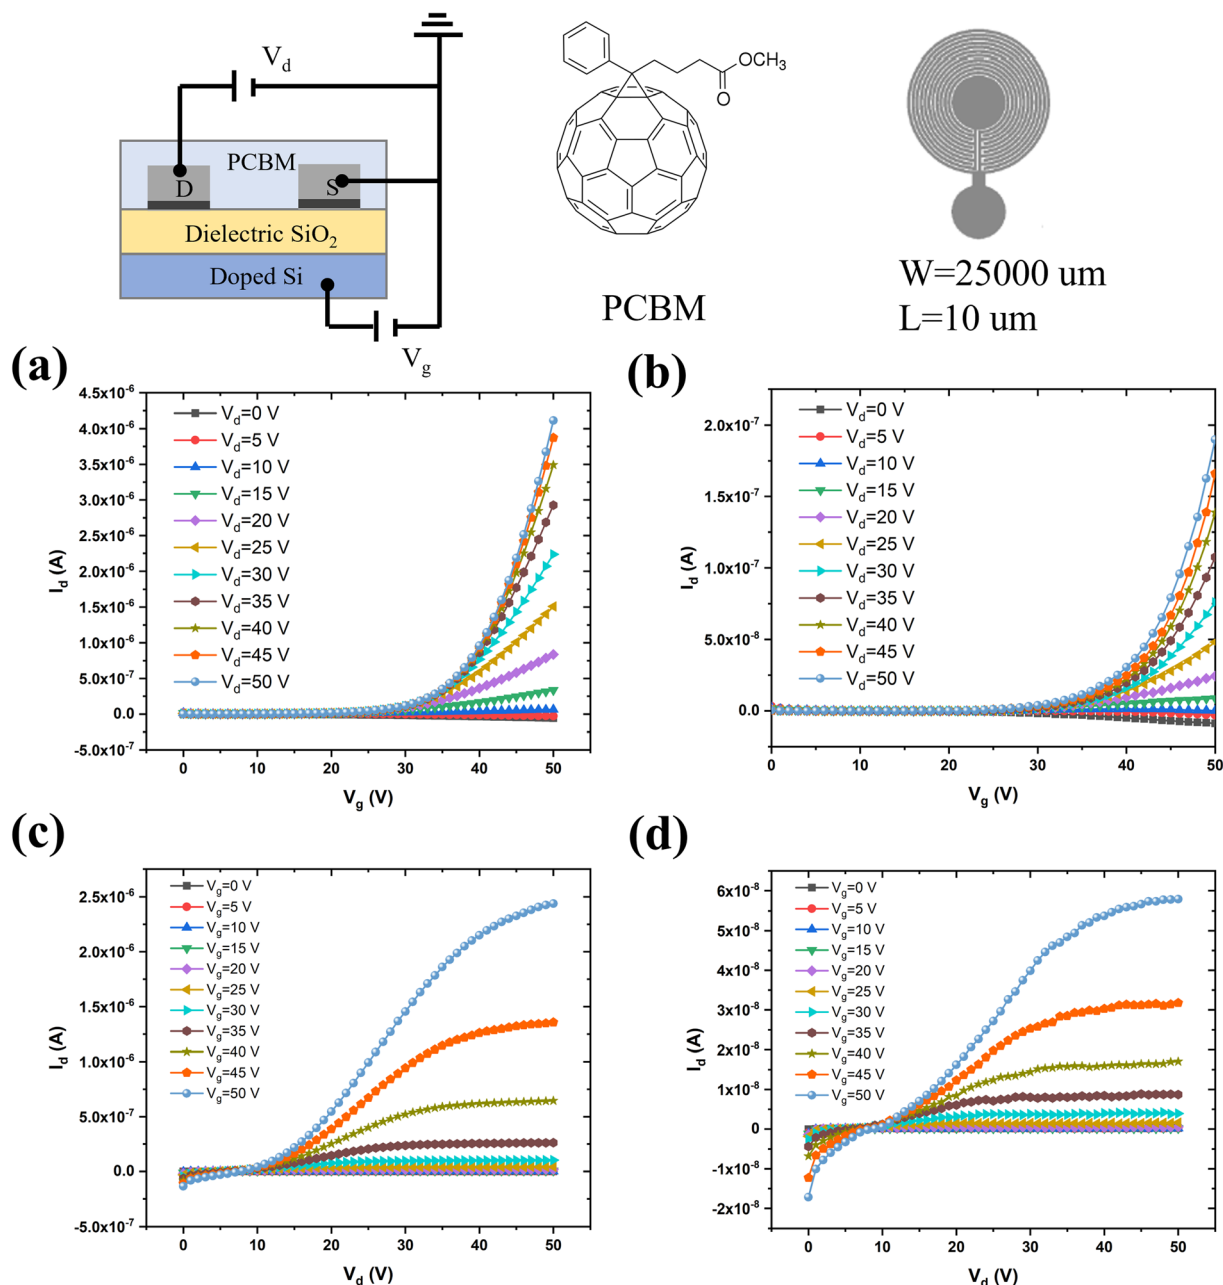 V_d
PCBM
D
S
Dielectric SiO₂
Doped Si
V_g
OCH₃
O
PCBM
W=25000 um
L=10 um
(a)
4.5x10⁻⁶
4.0x10⁻⁶
3.5x10⁻⁶
3.0x10⁻⁶
2.5x10⁻⁶
2.0x10⁻⁶
1.5x10⁻⁶
1.0x10⁻⁶
5.0x10⁻⁷
0.0
-5.0x10⁻⁷
I_d (A)
V_d=0 V
V_d=5 V
V_d=10 V
V_d=15 V
V_d=20 V
V_d=25 V
V_d=30 V
V_d=35 V
V_d=40 V
V_d=45 V
V_d=50 V
0 10 20 30 40 50
V_g (V)
(b)
2.0x10⁻⁷
1.5x10⁻⁷
1.0x10⁻⁷
5.0x10⁻⁸
0.0
I_d (A)
V_d=0 V
V_d=5 V
V_d=10 V
V_d=15 V
V_d=20 V
V_d=25 V
V_d=30 V
V_d=35 V
V_d=40 V
V_d=45 V
V_d=50 V
0 10 20 30 40 50
V_g (V)
(c)
2.5x10⁻⁶
2.0x10⁻⁶
1.5x10⁻⁶
1.0x10⁻⁶
5.0x10⁻⁷
0.0
-5.0x10⁻⁷
I_d (A)
V_g=0 V
V_g=5 V
V_g=10 V
V_g=15 V
V_g=20 V
V_g=25 V
V_g=30 V
V_g=35 V
V_g=40 V
V_g=45 V
V_g=50 V
0 10 20 30 40 50
V_d (V)
(d)
6x10⁻⁸
5x10⁻⁸
4x10⁻⁸
3x10⁻⁸
2x10⁻⁸
1x10⁻⁸
0
-1x10⁻⁸
-2x10⁻⁸
I_d (A)
V_g=0 V
V_g=5 V
V_g=10 V
V_g=15 V
V_g=20 V
V_g=25 V
V_g=30 V
V_g=35 V
V_g=40 V
V_g=45 V
V_g=50 V
0 10 20 30 40 50
V_d (V)